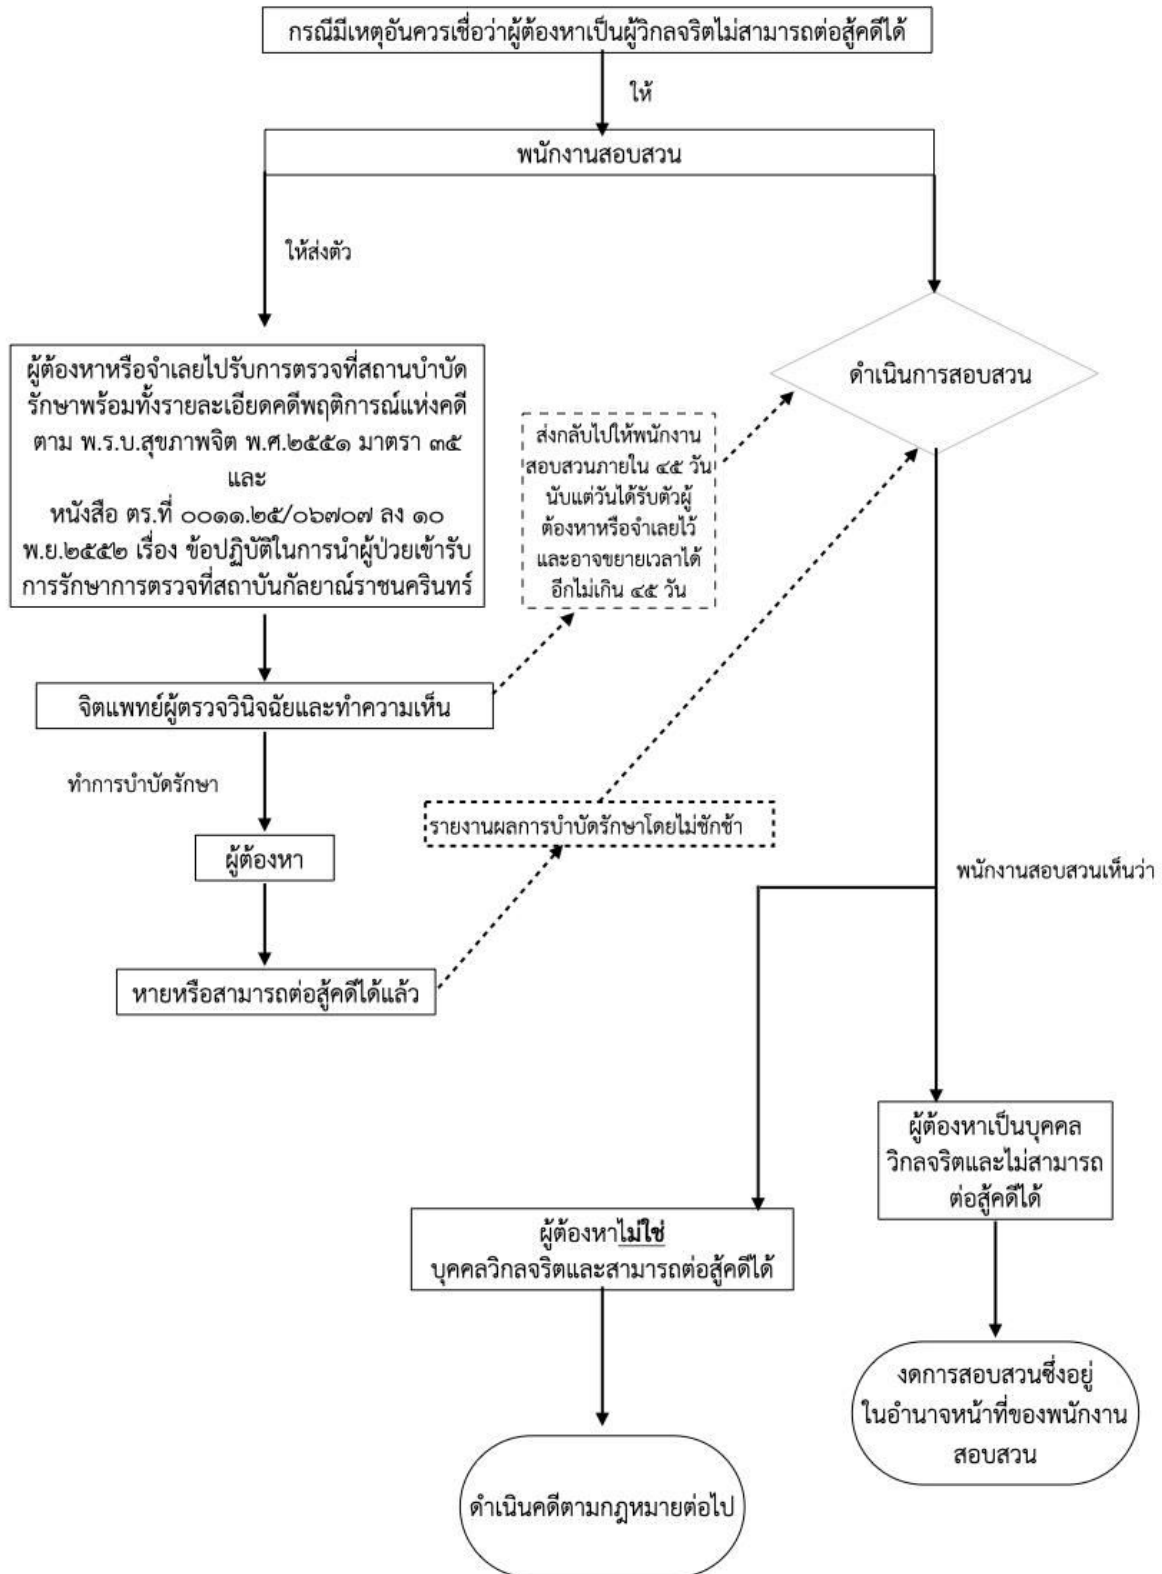 กรณีมีเหตุอันควรเชื่อว่าผู้ต้องหาเป็นผู้วิกลจริตไม่สามารถต่อสู้คดีได้
ให้
พนักงานสอบสวน
ให้ส่งตัว
ผู้ต้องหาหรือจำเลยไปรับการตรวจที่สถานบำบัด
รักษาพร้อมทั้งรายละเอียดคดีพฤติการณ์แห่งคดี
ตาม พ.ร.บ.สุขภาพจิต พ.ศ.๒๕๕๑ มาตรา ๓๕
และ
หนังสือ ตร.ที่ ๐๐๑๑.๒๕/๐๖๗๐๗ ลง ๑๐
พ.ย.๒๕๕๒ เรื่อง ข้อปฏิบัติในการนำผู้ป่วยเข้ารับ
การรักษาการตรวจที่สถาบันกัลยาณ์ราชนครินทร์
ดำเนินการสอบสวน
ส่งกลับไปให้พนักงาน
สอบสวนภายใน ๔๕ วัน
นับแต่วันได้รับตัวผู้
ต้องหาหรือจำเลยไว้
และอาจขยายเวลาได้
อีกไม่เกิน ๔๕ วัน
จิตแพทย์ผู้ตรวจวินิจฉัยและทำความเห็น
ทำการบำบัดรักษา
ผู้ต้องหา
รายงานผลการบำบัดรักษาโดยไม่ชักช้า
หายหรือสามารถต่อสู้คดีได้แล้ว
พนักงานสอบสวนเห็นว่า
ผู้ต้องหาเป็นบุคคล
วิกลจริตและไม่สามารถ
ต่อสู้คดีได้
ผู้ต้องหาไม่ใช่
บุคคลวิกลจริตและสามารถต่อสู้คดีได้
งดการสอบสวนซึ่งอยู่
ในอำนาจหน้าที่ของพนักงาน
สอบสวน
ดำเนินคดีตามกฎหมายต่อไป